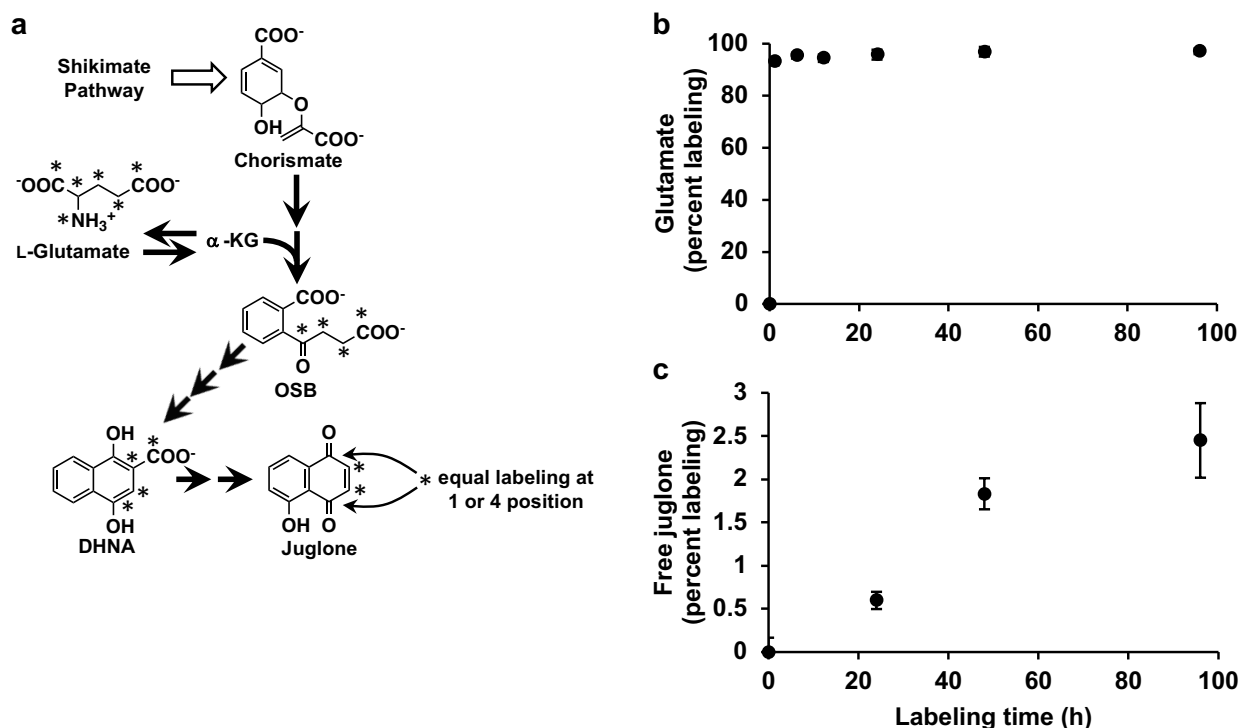 a
Shikimate
Pathway
COO-
O
OH
COO-
Chorismate
-OOC * * * * * COO-
*NH3+
L-Glutamate
α-KG
COO-
* * * *
COO-
O
OSB
OH
* COO-
* * *
OH
DHNA
O
*
*
OH O
Juglone
* equal labeling at
1 or 4 position
b
Glutamate
(percent labeling)
100
80
60
40
20
0
0 20 40 60 80 100
c
Free juglone
(percent labeling)
3
2.5
2
1.5
1
0.5
0
0 20 40 60 80 100
Labeling time (h)